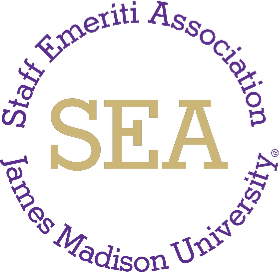 Staff Emeriti Association
SEA
James Madison University®